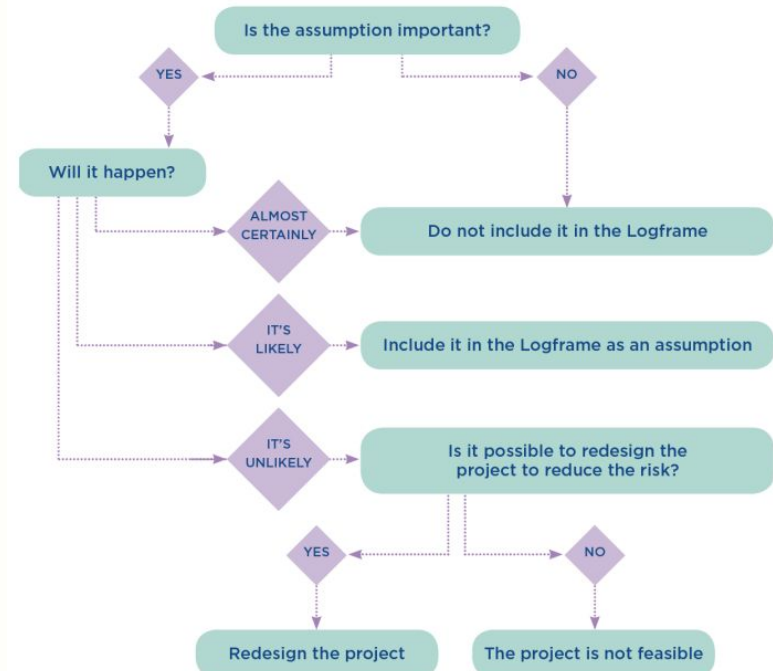 Is the assumption important?
YES
NO
Will it happen?
ALMOST
CERTAINLY
Do not include it in the Logframe
IT'S
LIKELY
Include it in the Logframe as an assumption
IT'S
UNLIKELY
Is it possible to redesign the
project to reduce the risk?
YES
NO
Redesign the project
The project is not feasible